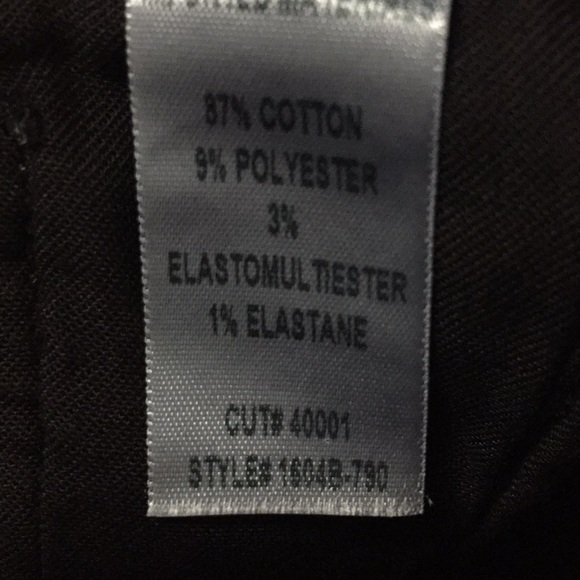 87% COTTON
9% POLYESTER
3%
ELASTOMULTIESTER
1% ELASTANE
CUT# 40001
STYLE# 1604B-790